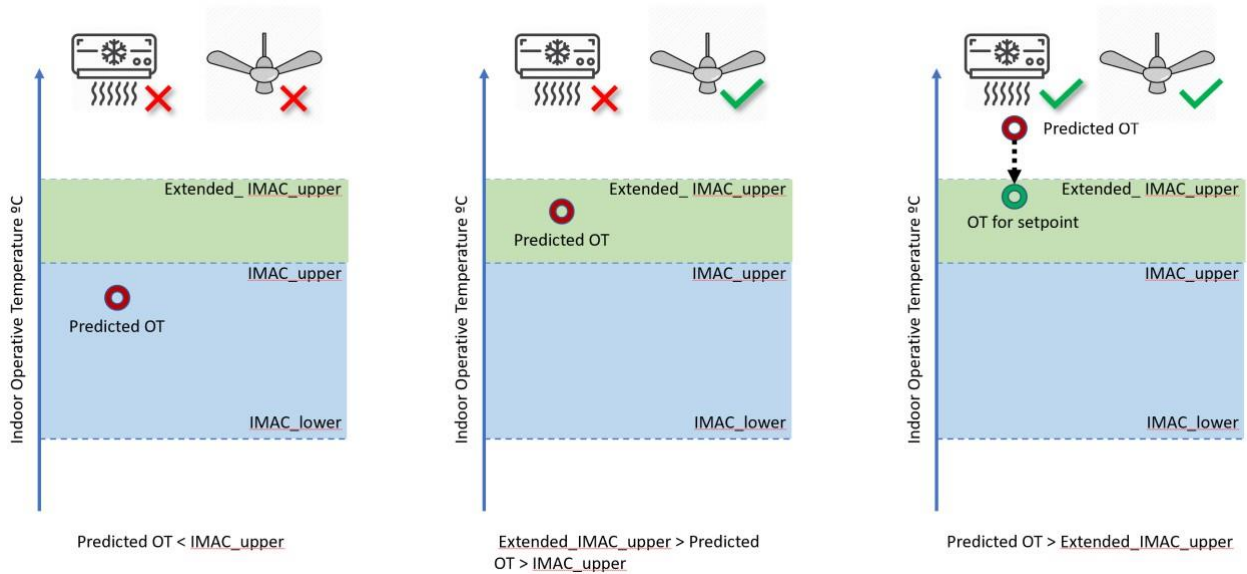 Indoor Operative Temperature ºC
Extended_ IMAC_upper
IMAC_upper
Predicted OT
IMAC_lower
Predicted OT < IMAC_upper
Indoor Operative Temperature ºC
Extended_ IMAC_upper
Predicted OT
IMAC_upper
IMAC_lower
Extended_IMAC_upper > Predicted
OT > IMAC_upper
Indoor Operative Temperature ºC
Predicted OT
Extended_ IMAC_upper
OT for setpoint
IMAC_upper
IMAC_lower
Predicted OT > Extended_IMAC_upper